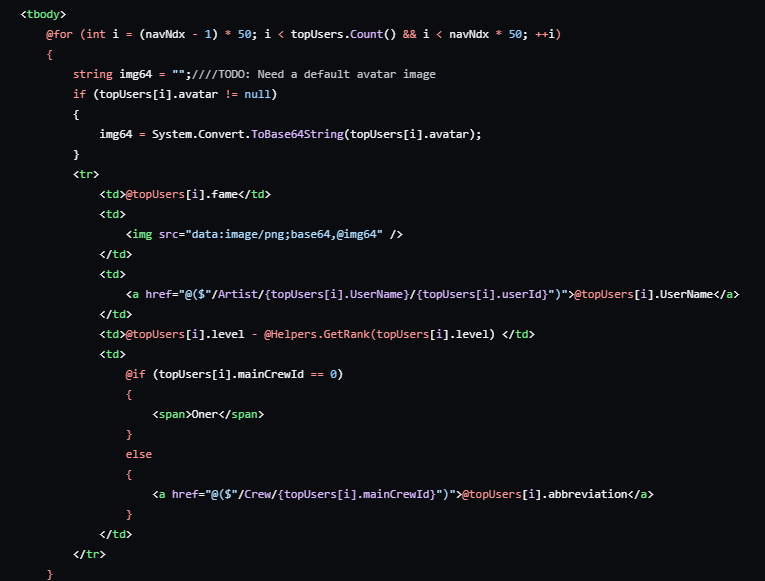 <tbody>
@for (int i = (navNdx - 1) * 50; i < topUsers.Count() && i < navNdx * 50; ++i)
{
string img64 = "";////TODO: Need a default avatar image
if (topUsers[i].avatar != null)
{
img64 = System.Convert.ToBase64String(topUsers[i].avatar);
}
<tr>
<td>@topUsers[i].fame</td>
<td>
<img src="data:image/png;base64,@img64" />
</td>
<td>
<a href="@($"/Artist/{topUsers[i].UserName}/{topUsers[i].userId}")">@topUsers[i].UserName</a>
</td>
<td>@topUsers[i].level - @Helpers.GetRank(topUsers[i].level) </td>
<td>
@if (topUsers[i].mainCrewId == 0)
{
<span>Oner</span>
}
else
{
<a href="@($"/Crew/{topUsers[i].mainCrewId}")">@topUsers[i].abbreviation</a>
}
</td>
</tr>
}